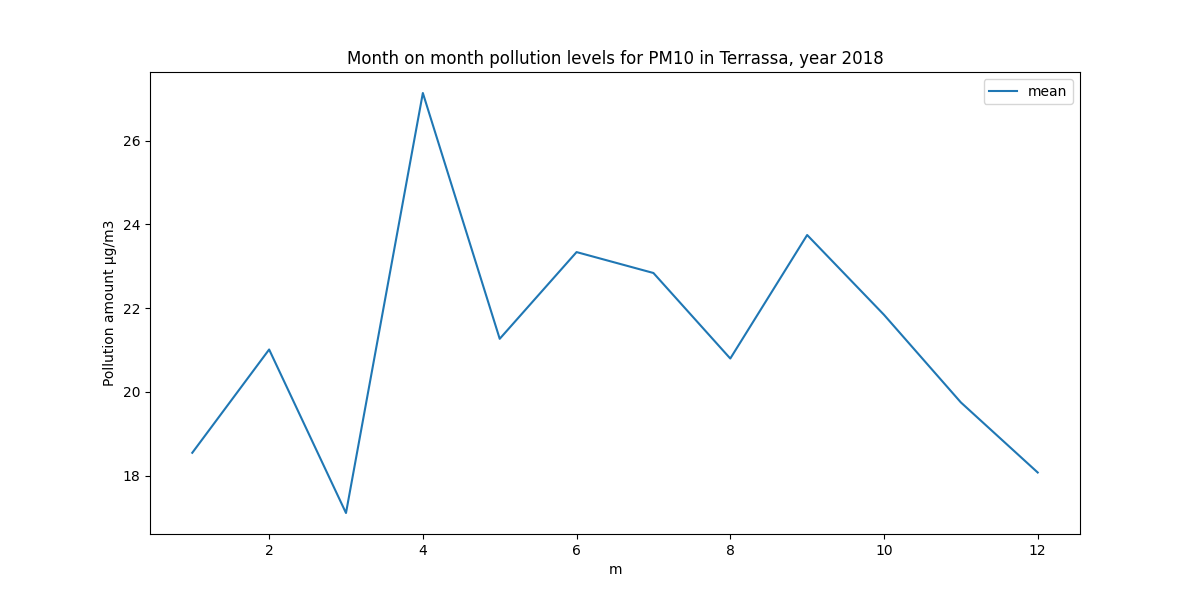 Month on month pollution levels for PM10 in Terrassa, year 2018
mean
26
24
22
20
18
Pollution amount µg/m3
2
4
6
8
10
12
m